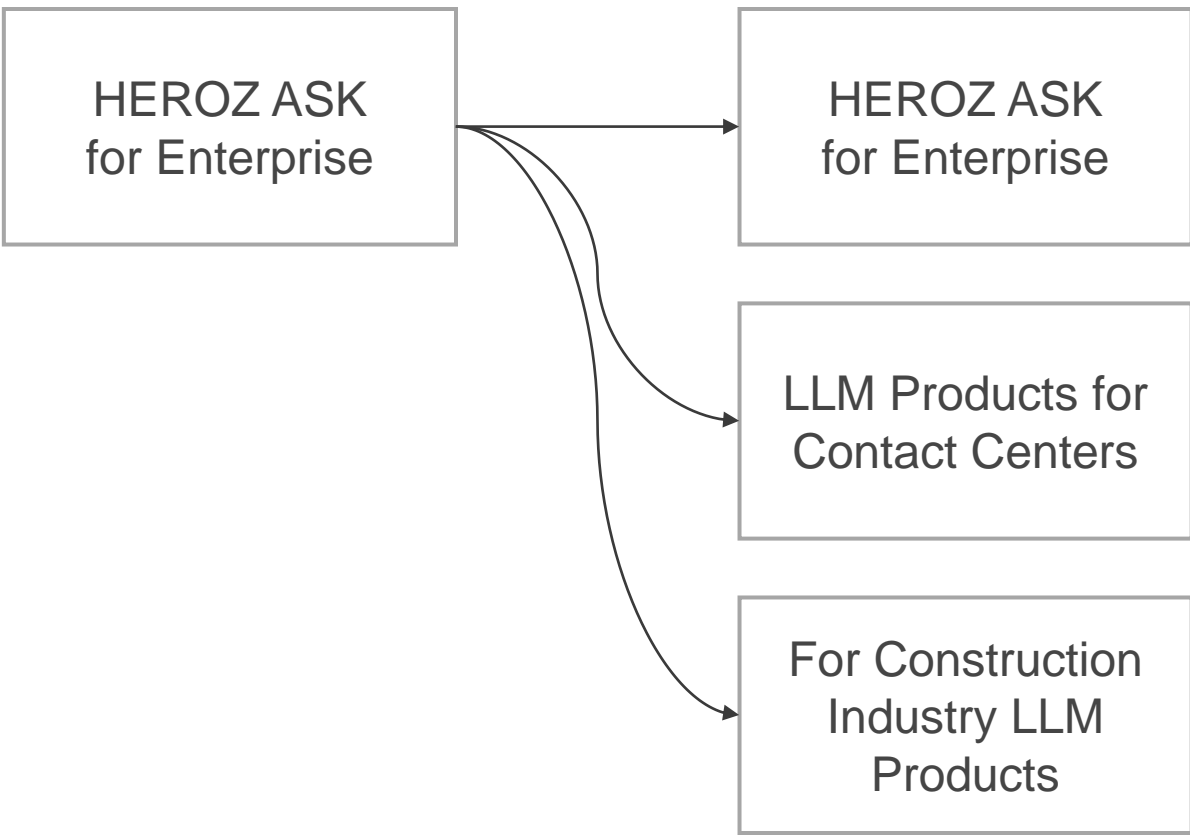 HEROZ ASK
for Enterprise
HEROZ ASK
for Enterprise
LLM Products for
Contact Centers
For Construction
Industry LLM
Products